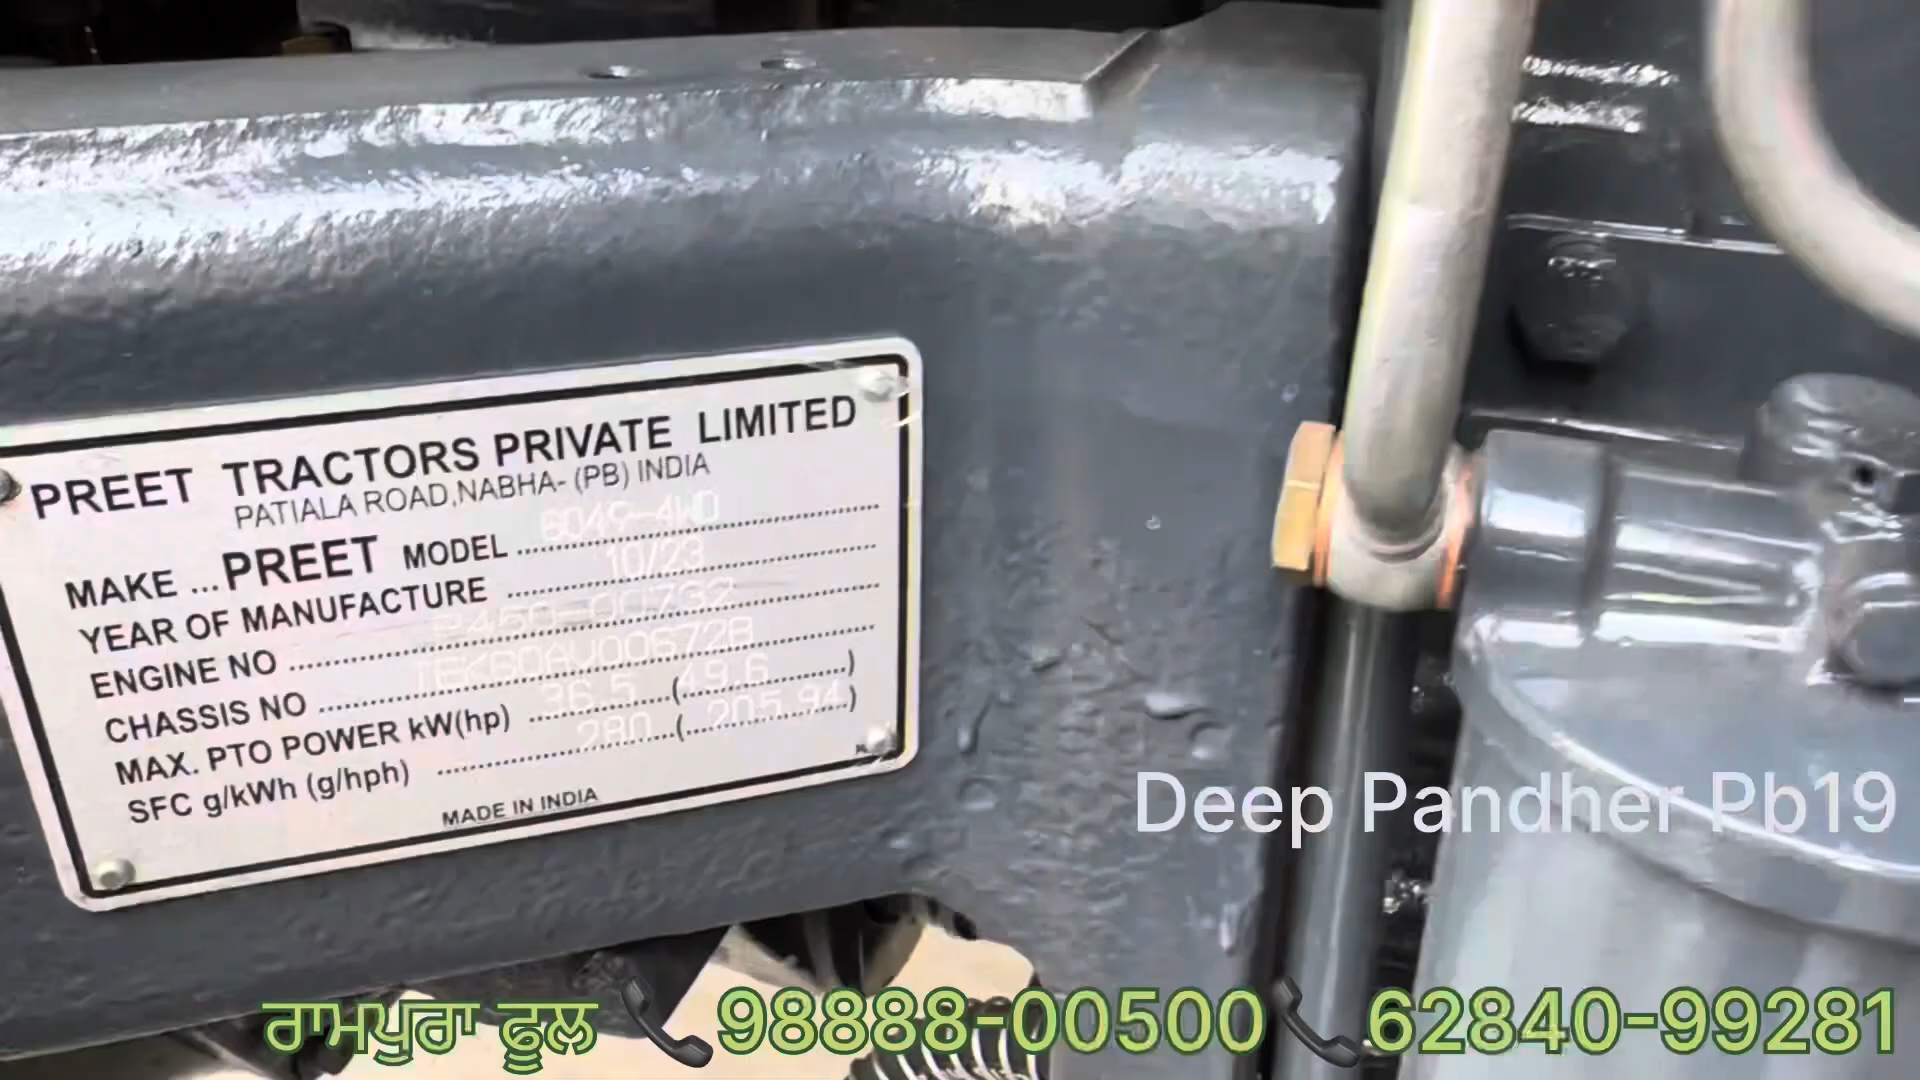 PREET TRACTORS PRIVATE LIMITED
PATIALA ROAD,NABHA- (PB) INDIA
MAKE ...PREET MODEL 6049-4WD
YEAR OF MANUFACTURE 10/23
ENGINE NO
CHASSIS NO
MAX. PTO POWER kW(hp) 36.5 (49.6)
SFC g/kWh (g/hph) 280 (205.94)
MADE IN INDIA
Deep Pandher Pb19
ਰਾਮਪੁਰਾ ਫੂਲ 📞98888-00500📞62840-99281